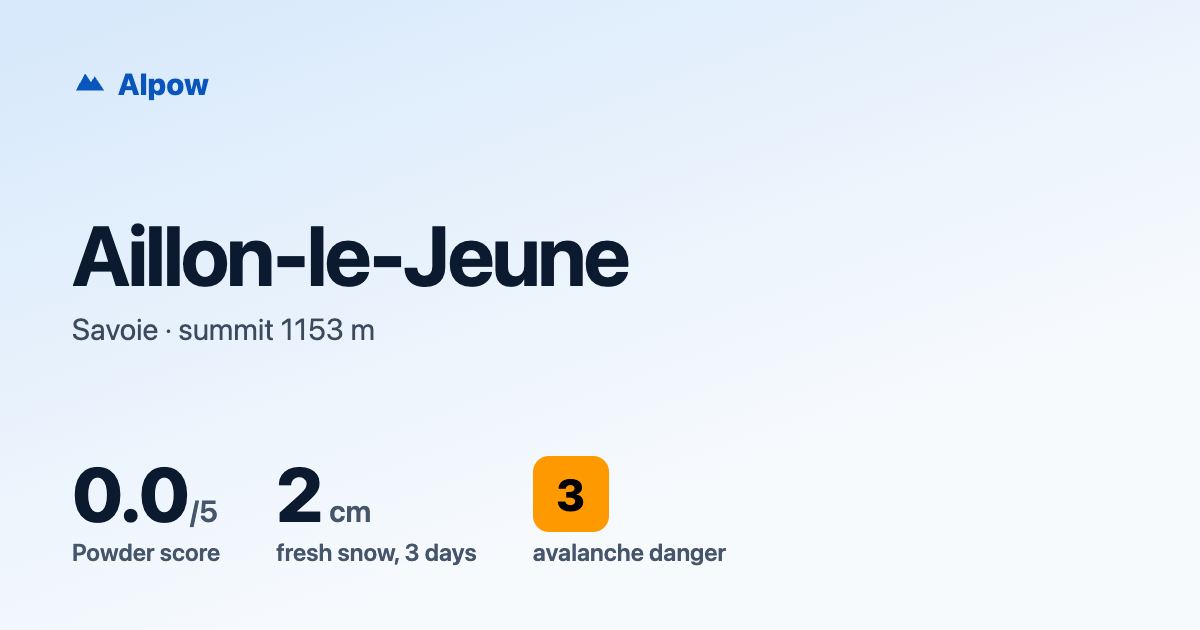 Alpow
Aillon-le-Jeune
Savoie · summit 1153 m
0.0/5
Powder score
2 cm
fresh snow, 3 days
3
avalanche danger